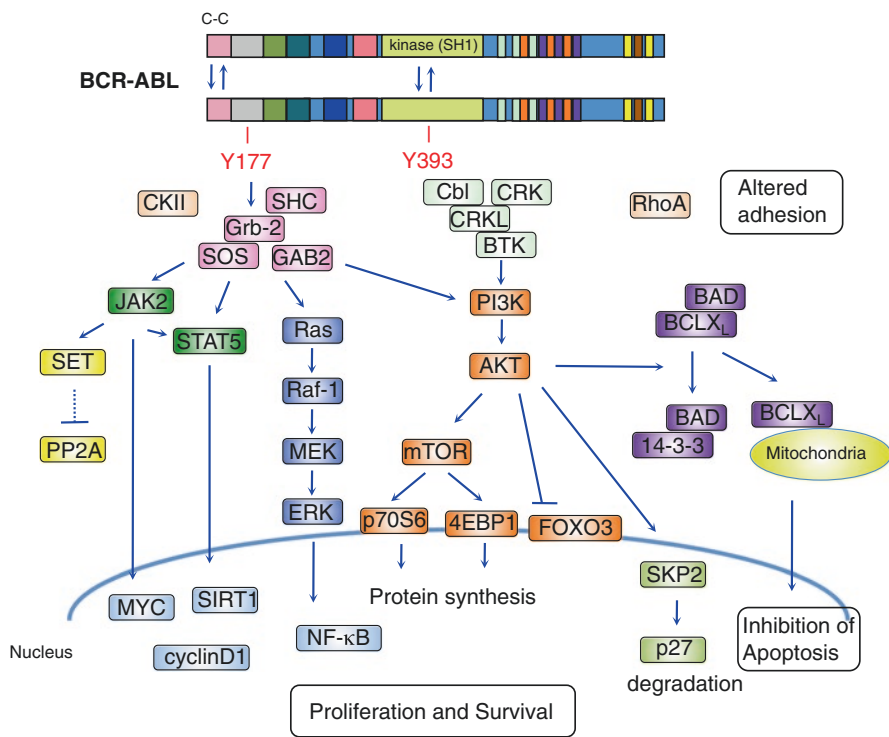 C-C
kinase (SH1)
BCR-ABL
Y177
Y393
CKII
SHC
Grb-2
SOS
GAB2
Cbl
CRK
CRKL
BTK
RhoA
Altered
adhesion
JAK2
STAT5
SET
PP2A
Ras
Raf-1
MEK
ERK
PI3K
AKT
mTOR
p70S6
4EBP1
FOXO3
BAD
BCLXL
BAD
14-3-3
BCLXL
Mitochondria
MYC
SIRT1
cyclinD1
NF-κB
Protein synthesis
SKP2
p27
degradation
Inhibition of
Apoptosis
Nucleus
Proliferation and Survival